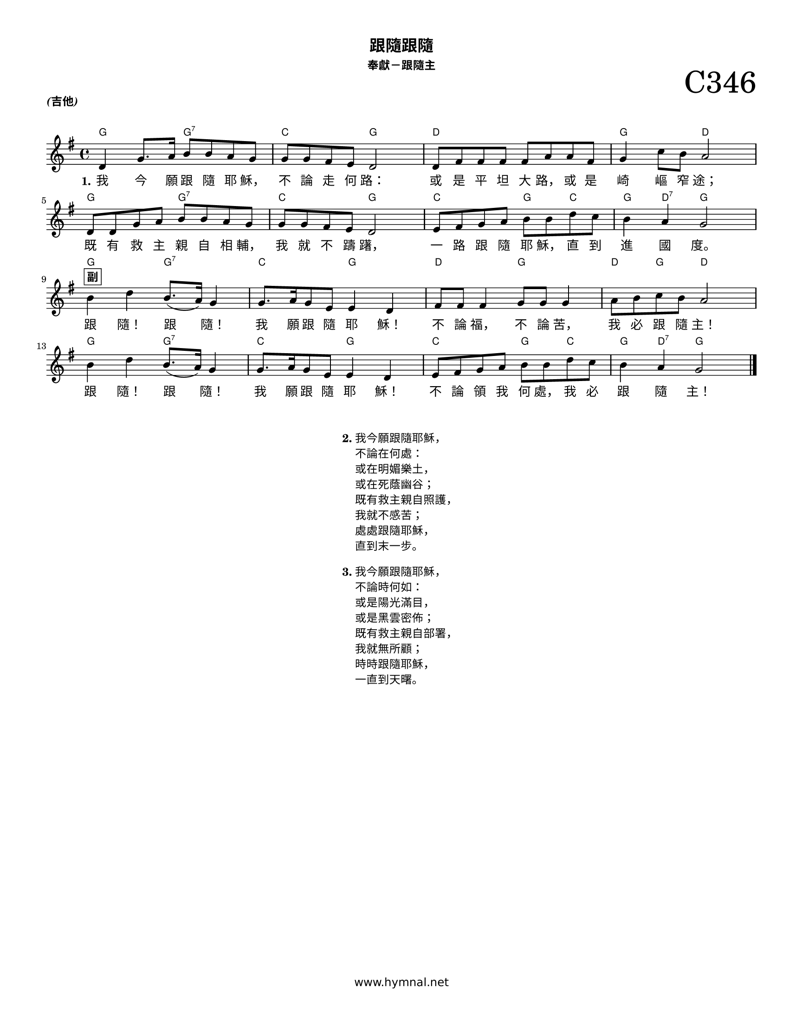 跟隨跟隨
奉獻－跟隨主
C346
(吉他)
G G7 C G D G D
1. 我 今 願跟 隨 耶 穌， 不 論 走 何 路： 或 是 平 坦 大 路，或 是 崎 嶇 窄 途；
G G7 C G C G C G D7 G
5
既 有 救 主 親 自 相 輔， 我 就 不 躊 躇， 一 路 跟 隨 耶 穌，直 到 進 國 度。
G G7 C G D G D G D
9 副
跟 隨！ 跟 隨！ 我 願跟 隨 耶 穌！ 不 論 福， 不 論 苦， 我 必 跟 隨 主！
G G7 C G C G C G D7 G
13
跟 隨！ 跟 隨！ 我 願跟 隨 耶 穌！ 不 論 領 我 何 處，我 必 跟 隨 主！
2. 我今願跟隨耶穌，
不論在何處：
或在明媚樂土，
或在死蔭幽谷；
既有救主親自照護，
我就不感苦；
處處跟隨耶穌，
直到末一步。
3. 我今願跟隨耶穌，
不論時何如：
或是陽光滿目，
或是黑雲密佈；
既有救主親自部署，
我就無所顧；
時時跟隨耶穌，
一直到天曙。
www.hymnal.net